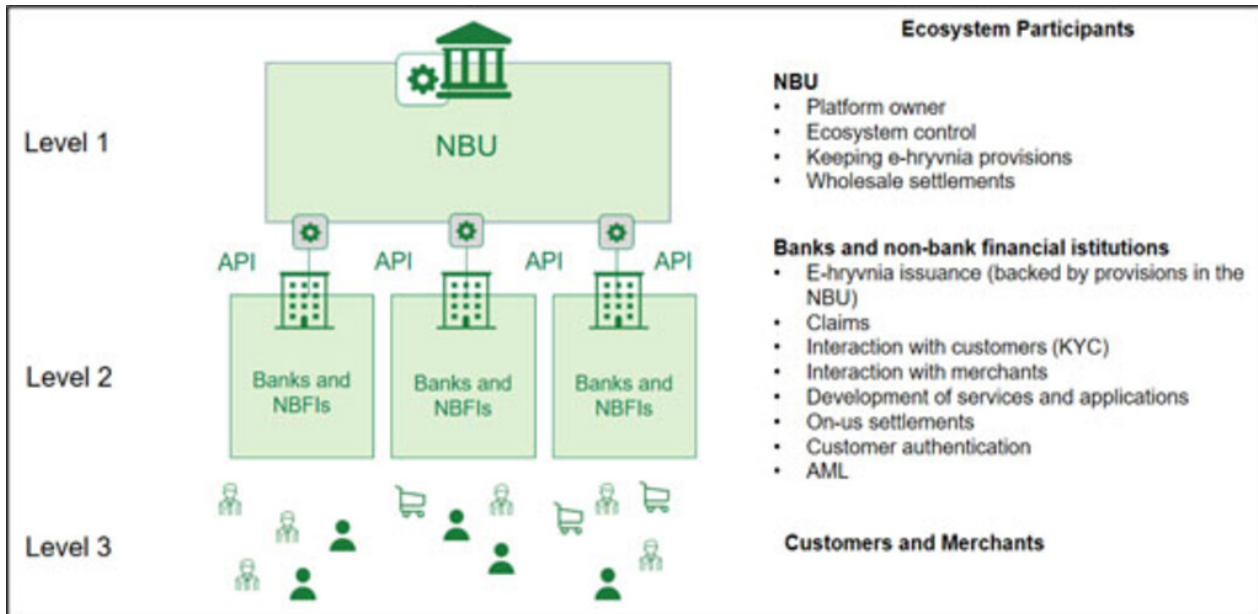 Ecosystem Participants
Level 1
NBU
NBU
• Platform owner
• Ecosystem control
• Keeping e-hryvnia provisions
• Wholesale settlements
API
API
API
API
Level 2
Banks and
NBFIs
Banks and
NBFIs
Banks and
NBFIs
Banks and non-bank financial istitutions
• E-hryvnia issuance (backed by provisions in the
NBU)
• Claims
• Interaction with customers (KYC)
• Interaction with merchants
• Development of services and applications
• On-us settlements
• Customer authentication
• AML
Level 3
Customers and Merchants